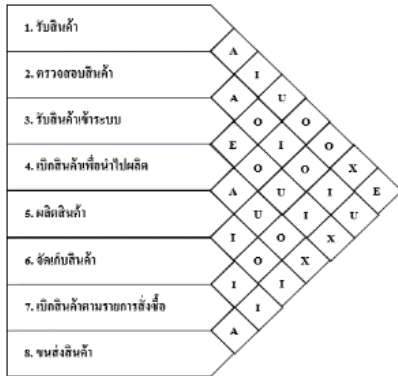 1. รับสินค้า
A
2. ตรวจสอบสินค้า I
A U
3. รับสินค้าเข้าระบบ O O
E I O
4. เบิกสินค้าเพื่อนำไปผลิต O O X
A U I E
5. ผลิตสินค้า U I U
I O X
6. จัดเก็บสินค้า O X
I I
7. เบิกสินค้าตามรายการสั่งซื้อ I
A
8. ขนส่งสินค้า